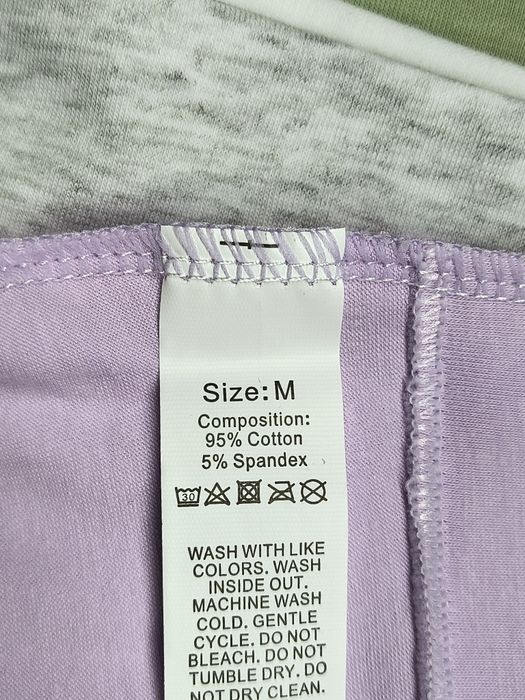 Size: M
Composition:
95% Cotton
5% Spandex
30
WASH WITH LIKE
COLORS. WASH
INSIDE OUT.
MACHINE WASH
COLD. GENTLE
CYCLE. DO NOT
BLEACH. DO NOT
TUMBLE DRY. DO
NOT DRY CLEAN.